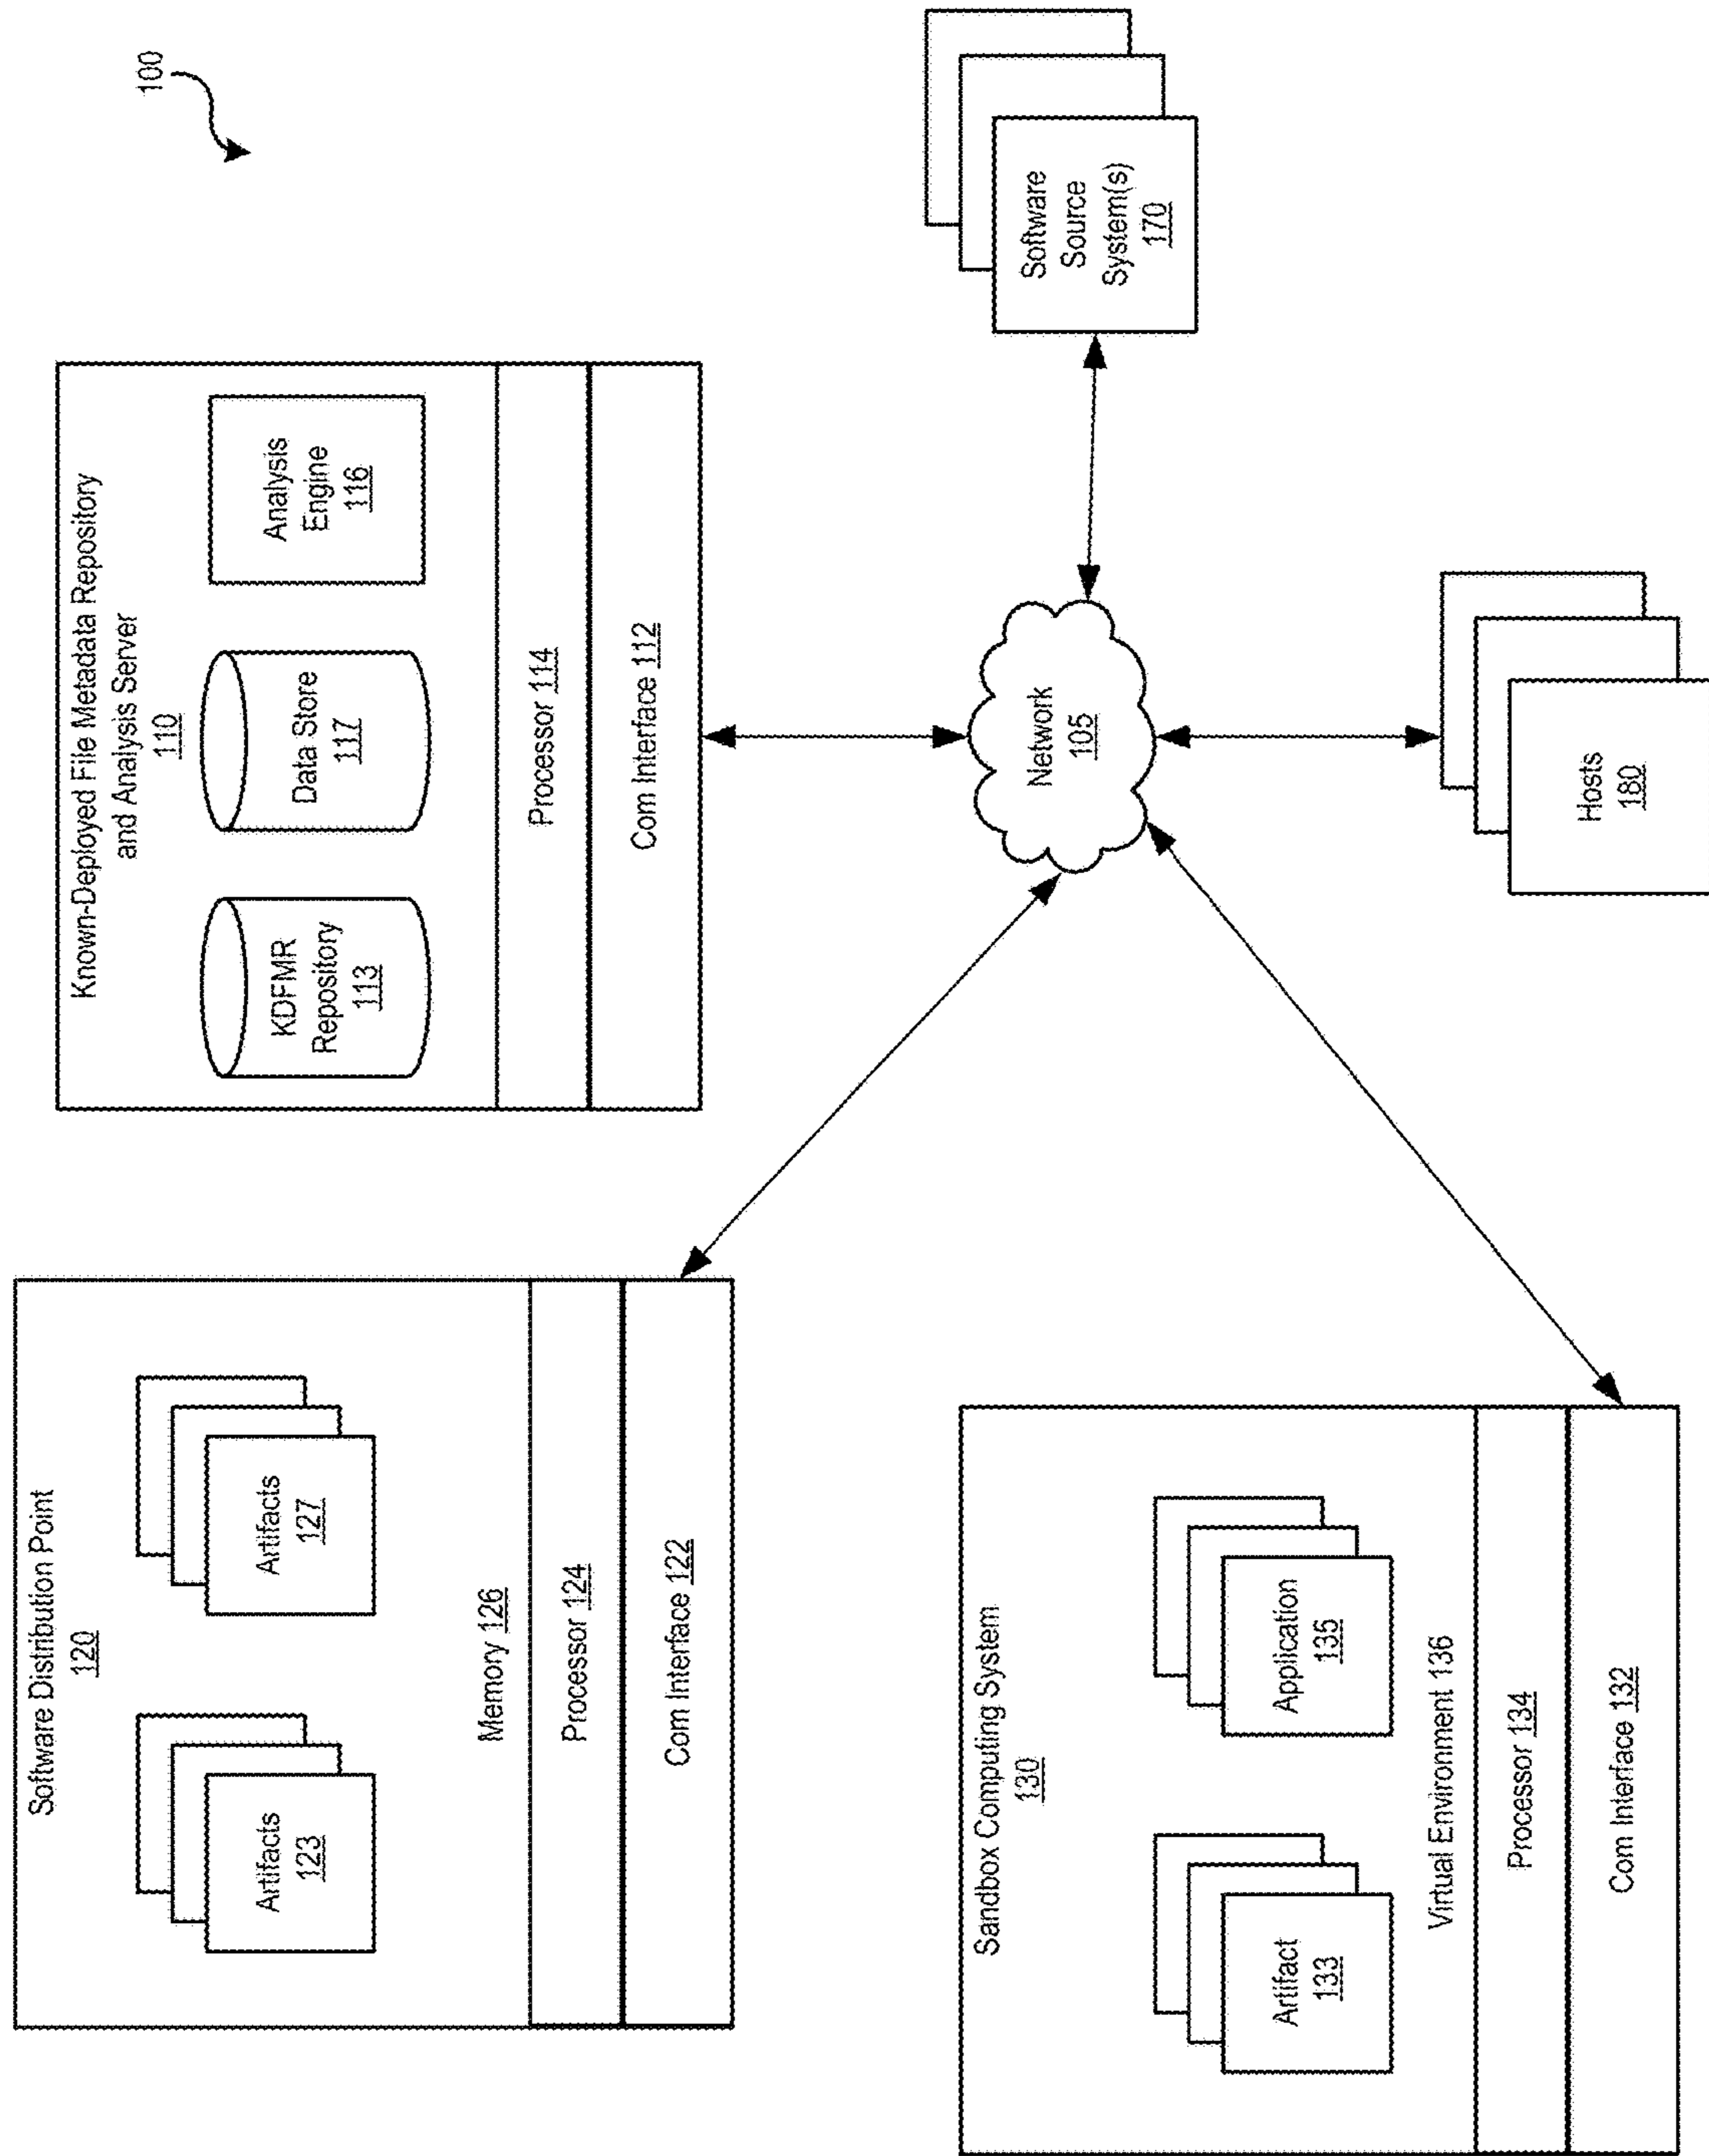 100
Software Distribution Point
120
Artifacts
123
Artifacts
127
Memory 126
Processor 124
Com Interface 122
Known-Deployed File Metadata Repository
and Analysis Server
110
KDFMR
Repository
113
Data Store
117
Analysis
Engine
116
Processor 114
Com Interface 112
Sandbox Computing System
130
Artifact
133
Application
135
Virtual Environment 136
Processor 134
Com Interface 132
Network
105
Software
Source
System(s)
170
Hosts
180